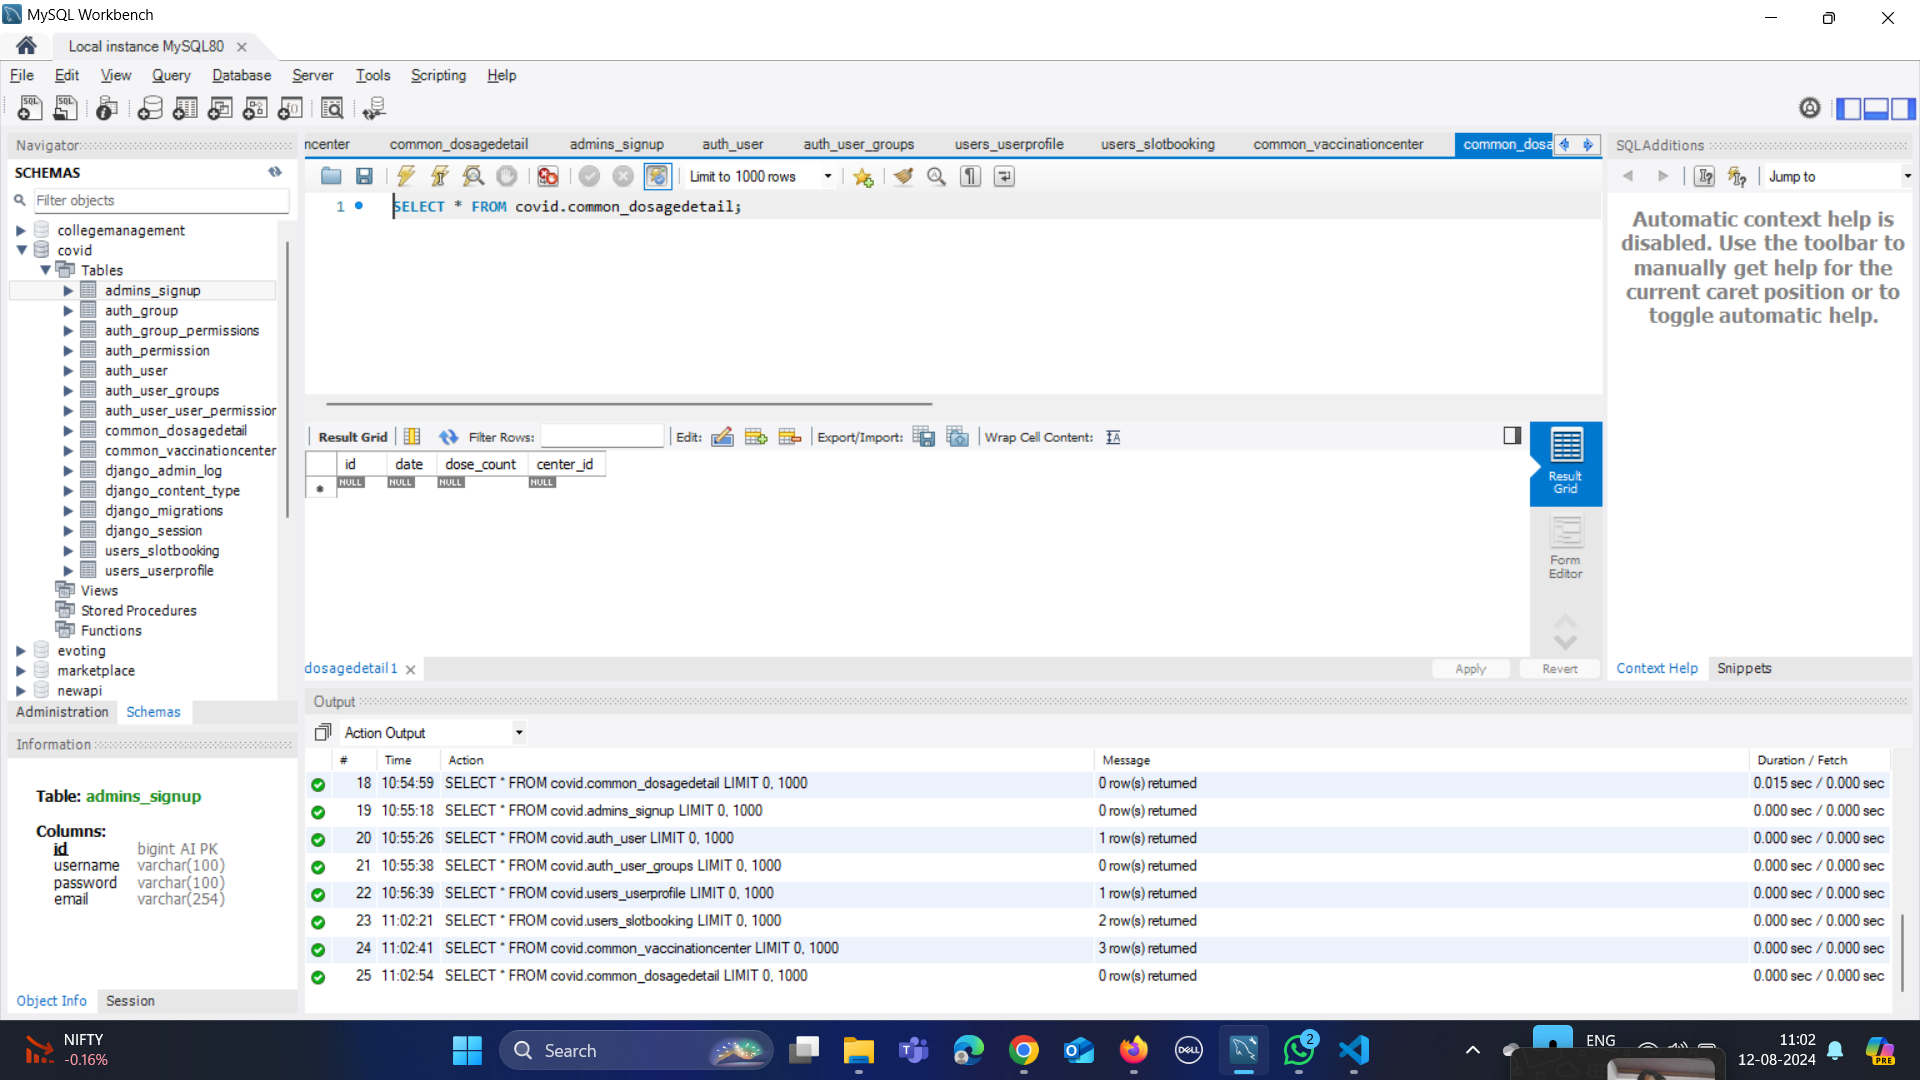 MySQL Workbench
Local instance MySQL80
File Edit View Query Database Server Tools Scripting Help
Navigator
SCHEMAS
Filter objects
collegemanagement
covid
Tables
admins_signup
auth_group
auth_group_permissions
auth_permission
auth_user
auth_user_groups
auth_user_user_permission
common_dosagedetail
common_vaccinationcenter
django_admin_log
django_content_type
django_migrations
django_session
users_slotbooking
users_userprofile
Views
Stored Procedures
Functions
evoting
marketplace
newapi
Administration Schemas
Information
Table: admins_signup
Columns:
id bigint AI PK
username varchar(100)
password varchar(100)
email varchar(254)
Object Info Session
ncenter common_dosagedetail admins_signup auth_user auth_user_groups users_userprofile users_slotbooking common_vaccinationcenter common_dosa
Limit to 1000 rows
1 SELECT * FROM covid.common_dosagedetail;
Result Grid Filter Rows: Edit: Export/Import: Wrap Cell Content:
id date dose_count center_id
NULL NULL NULL NULL
Result Grid
Form Editor
dosagedetail 1 Apply Revert
SQLAdditions
Jump to
Automatic context help is
disabled. Use the toolbar to
manually get help for the
current caret position or to
toggle automatic help.
Context Help Snippets
Output
Action Output
# Time Action Message Duration / Fetch
18 10:54:59 SELECT * FROM covid.common_dosagedetail LIMIT 0, 1000 0 row(s) returned 0.015 sec / 0.000 sec
19 10:55:18 SELECT * FROM covid.admins_signup LIMIT 0, 1000 0 row(s) returned 0.000 sec / 0.000 sec
20 10:55:26 SELECT * FROM covid.auth_user LIMIT 0, 1000 1 row(s) returned 0.000 sec / 0.000 sec
21 10:55:38 SELECT * FROM covid.auth_user_groups LIMIT 0, 1000 0 row(s) returned 0.000 sec / 0.000 sec
22 10:56:39 SELECT * FROM covid.users_userprofile LIMIT 0, 1000 1 row(s) returned 0.000 sec / 0.000 sec
23 11:02:21 SELECT * FROM covid.users_slotbooking LIMIT 0, 1000 2 row(s) returned 0.000 sec / 0.000 sec
24 11:02:41 SELECT * FROM covid.common_vaccinationcenter LIMIT 0, 1000 3 row(s) returned 0.000 sec / 0.000 sec
25 11:02:54 SELECT * FROM covid.common_dosagedetail LIMIT 0, 1000 0 row(s) returned 0.000 sec / 0.000 sec
NIFTY
-0.16%
Search
DELL
2
ENG
11:02
12-08-2024
PRE